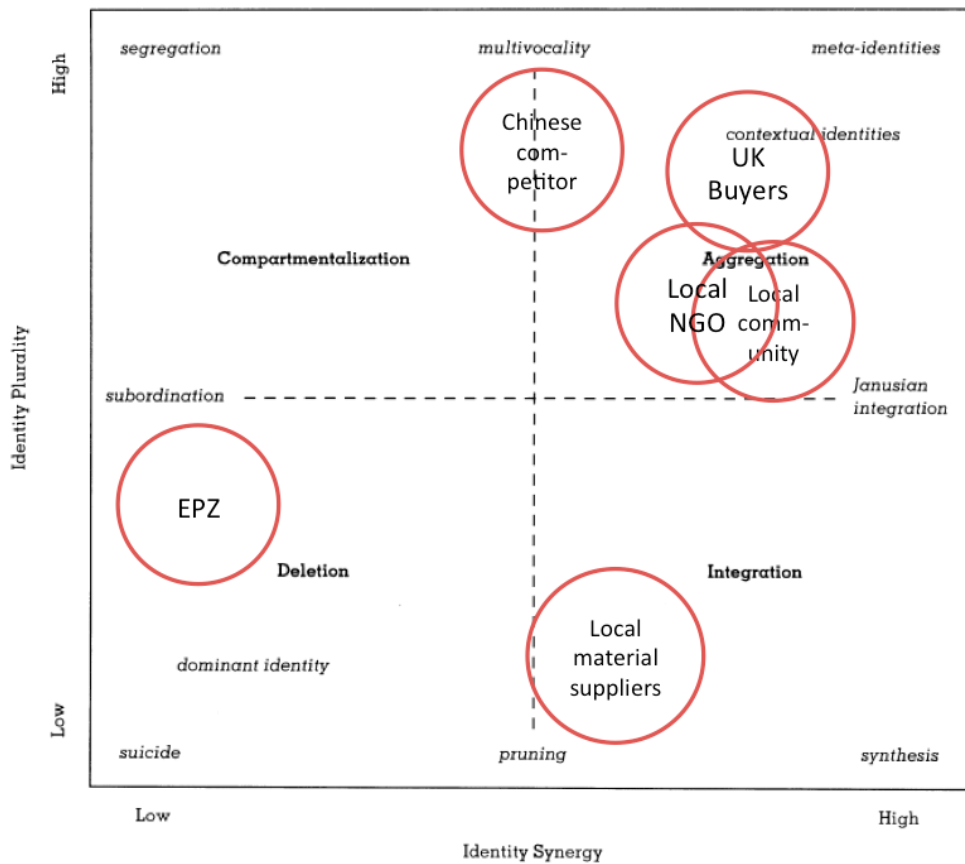 segregation
multivocality
meta-identities
High
Chinese
com-
petitor
contextual identities
UK
Buyers
Compartmentalization
Aggregation
Local
NGO
Local
comm-
unity
Identity Plurality
subordination
Janusian
integration
EPZ
Deletion
Integration
Local
material
suppliers
dominant identity
Low
suicide
pruning
synthesis
Low
High
Identity Synergy